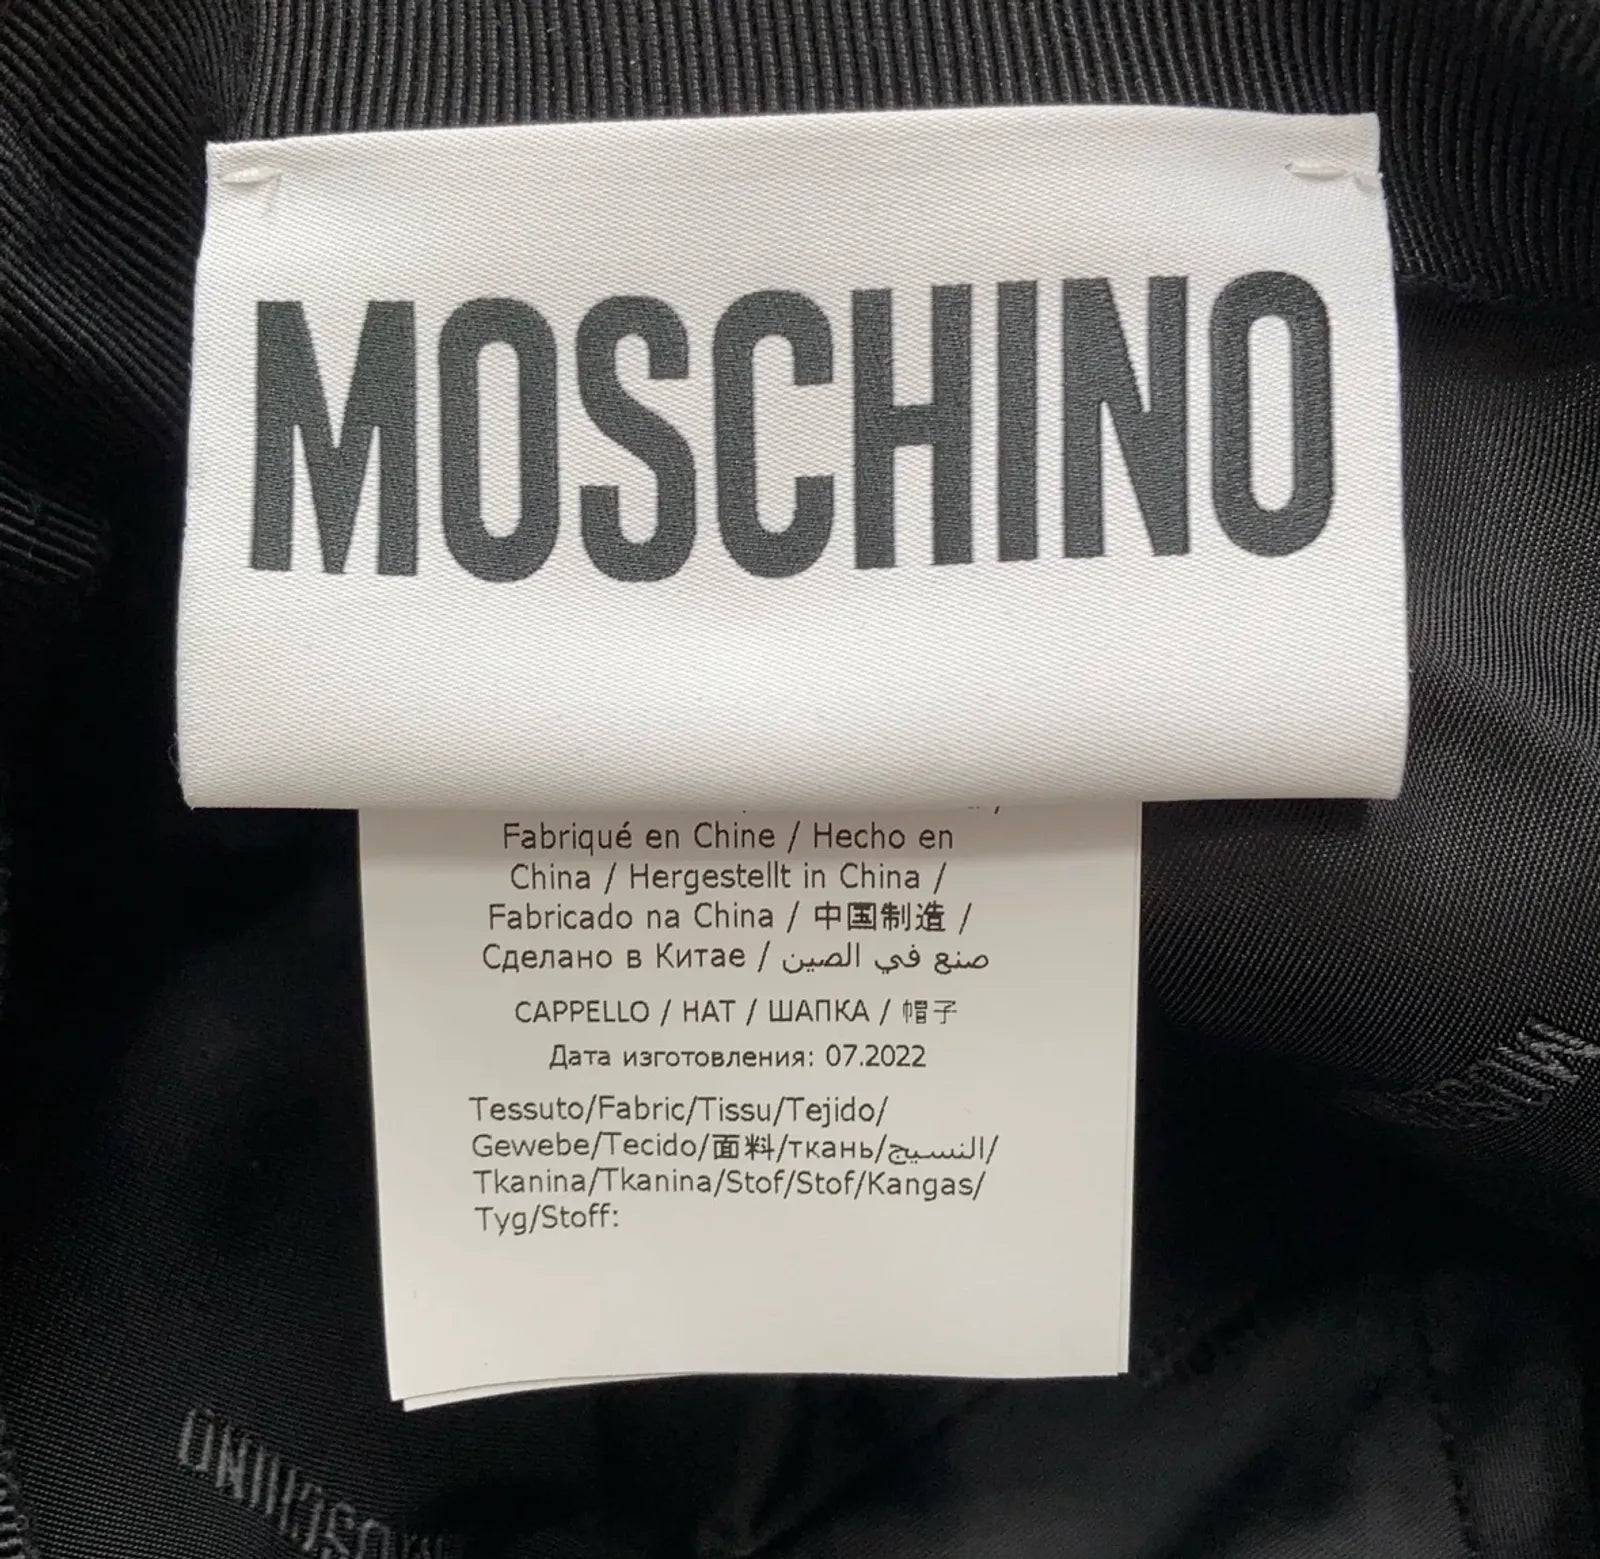 MOSCHINO
Fabriqué en Chine / Hecho en
China / Hergestellt in China /
Fabricado na China / 中国制造 /
Сделано в Китае / صنع في الصين
CAPPELLO / HAT / ШАПКА / 帽子
Дата изготовления: 07.2022
Tessuto/Fabric/Tissu/Tejido/
Gewebe/Tecido/面料/ткань/النسيج/
Tkanina/Tkanina/Stof/Stof/Kangas/
Tyg/Stoff:
MOSCHINO